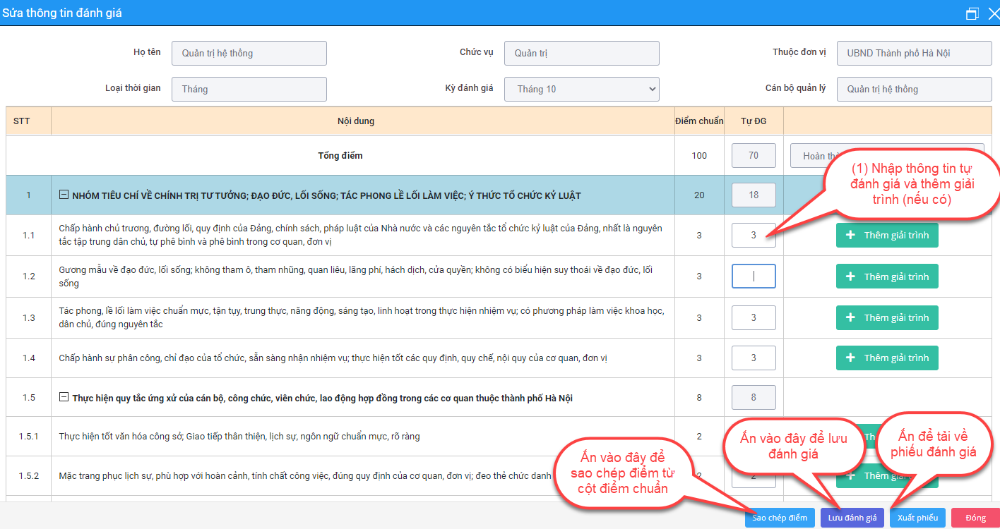 Sửa thông tin đánh giá
Họ tên Quản trị hệ thống Chức vụ Quản trị Thuộc đơn vị UBND Thành phố Hà Nội
Loại thời gian Tháng Kỳ đánh giá Tháng 10 Cán bộ quản lý Quản trị hệ thống
STT Nội dung Điểm chuẩn Tự ĐG
Tổng điểm 100 70 Hoàn
(1) Nhập thông tin tự
đánh giá và thêm giải
trình (nếu có)
1 NHÓM TIÊU CHÍ VỀ CHÍNH TRỊ TƯ TƯỞNG; ĐẠO ĐỨC, LỐI SỐNG; TÁC PHONG LỀ LỐI LÀM VIỆC; Ý THỨC TỔ CHỨC KỶ LUẬT 20 18
1.1 Chấp hành chủ trương, đường lối, quy định của Đảng, chính sách, pháp luật của Nhà nước và các nguyên tắc tổ chức kỷ luật của Đảng, nhất là nguyên
tắc tập trung dân chủ, tự phê bình và phê bình trong cơ quan, đơn vị 3 3 + Thêm giải trình
1.2 Gương mẫu về đạo đức, lối sống; không tham ô, tham nhũng, quan liêu, lãng phí, hách dịch, cửa quyền; không có biểu hiện suy thoái về đạo đức, lối
sống 3 + Thêm giải trình
1.3 Tác phong, lề lối làm việc chuẩn mực, tận tụy, trung thực, năng động, sáng tạo, linh hoạt trong thực hiện nhiệm vụ; có phương pháp làm việc khoa học,
dân chủ, đúng nguyên tắc 3 3 + Thêm giải trình
1.4 Chấp hành sự phân công, chỉ đạo của tổ chức, sẵn sàng nhận nhiệm vụ; thực hiện tốt các quy định, quy chế, nội quy của cơ quan, đơn vị 3 3 + Thêm giải trình
1.5 Thực hiện quy tắc ứng xử của cán bộ, công chức, viên chức, lao động hợp đồng trong các cơ quan thuộc thành phố Hà Nội 8 8
1.5.1 Thực hiện tốt văn hóa công sở; Giao tiếp thân thiện, lịch sự, ngôn ngữ chuẩn mực, rõ ràng 2
1.5.2 Mặc trang phục lịch sự, phù hợp với hoàn cảnh, tính chất công việc, đúng quy định của cơ quan, đơn vị; đeo thẻ chức danh 2 2 + Thêm
Ấn vào đây để
sao chép điểm từ
cột điểm chuẩn
Ấn vào đây để lưu
đánh giá
Ấn để tải về
phiếu đánh giá
Sao chép điểm Lưu đánh giá Xuất phiếu Đóng